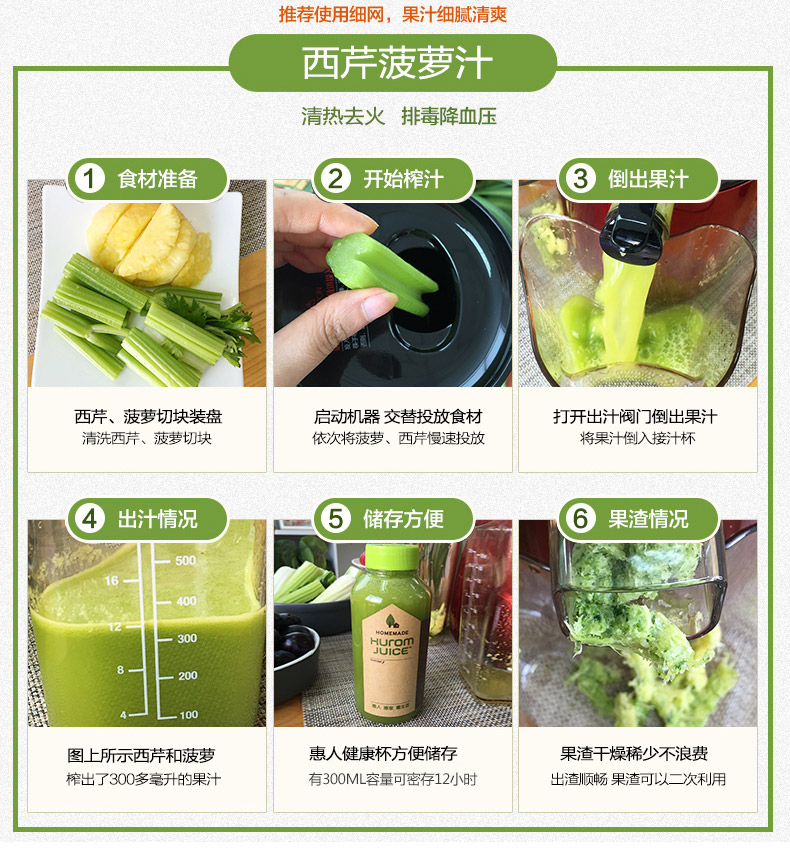 推荐使用细网，果汁细腻清爽
西芹菠萝汁
清热去火 排毒降血压
1 食材准备
西芹、菠萝切块装盘
清洗西芹、菠萝切块
2 开始榨汁
启动机器 交替投放食材
依次将菠萝、西芹慢速投放
3 倒出果汁
打开出汁阀门倒出果汁
将果汁倒入接汁杯
4 出汁情况
500
16
400
12
300
8
200
4
100
图上所示西芹和菠萝
榨出了300多毫升的果汁
5 储存方便
HOMEMADE
HUROM
JUICE
惠人健康杯方便储存
有300ML容量可密存12小时
6 果渣情况
果渣干燥稀少不浪费
出渣顺畅 果渣可以二次利用